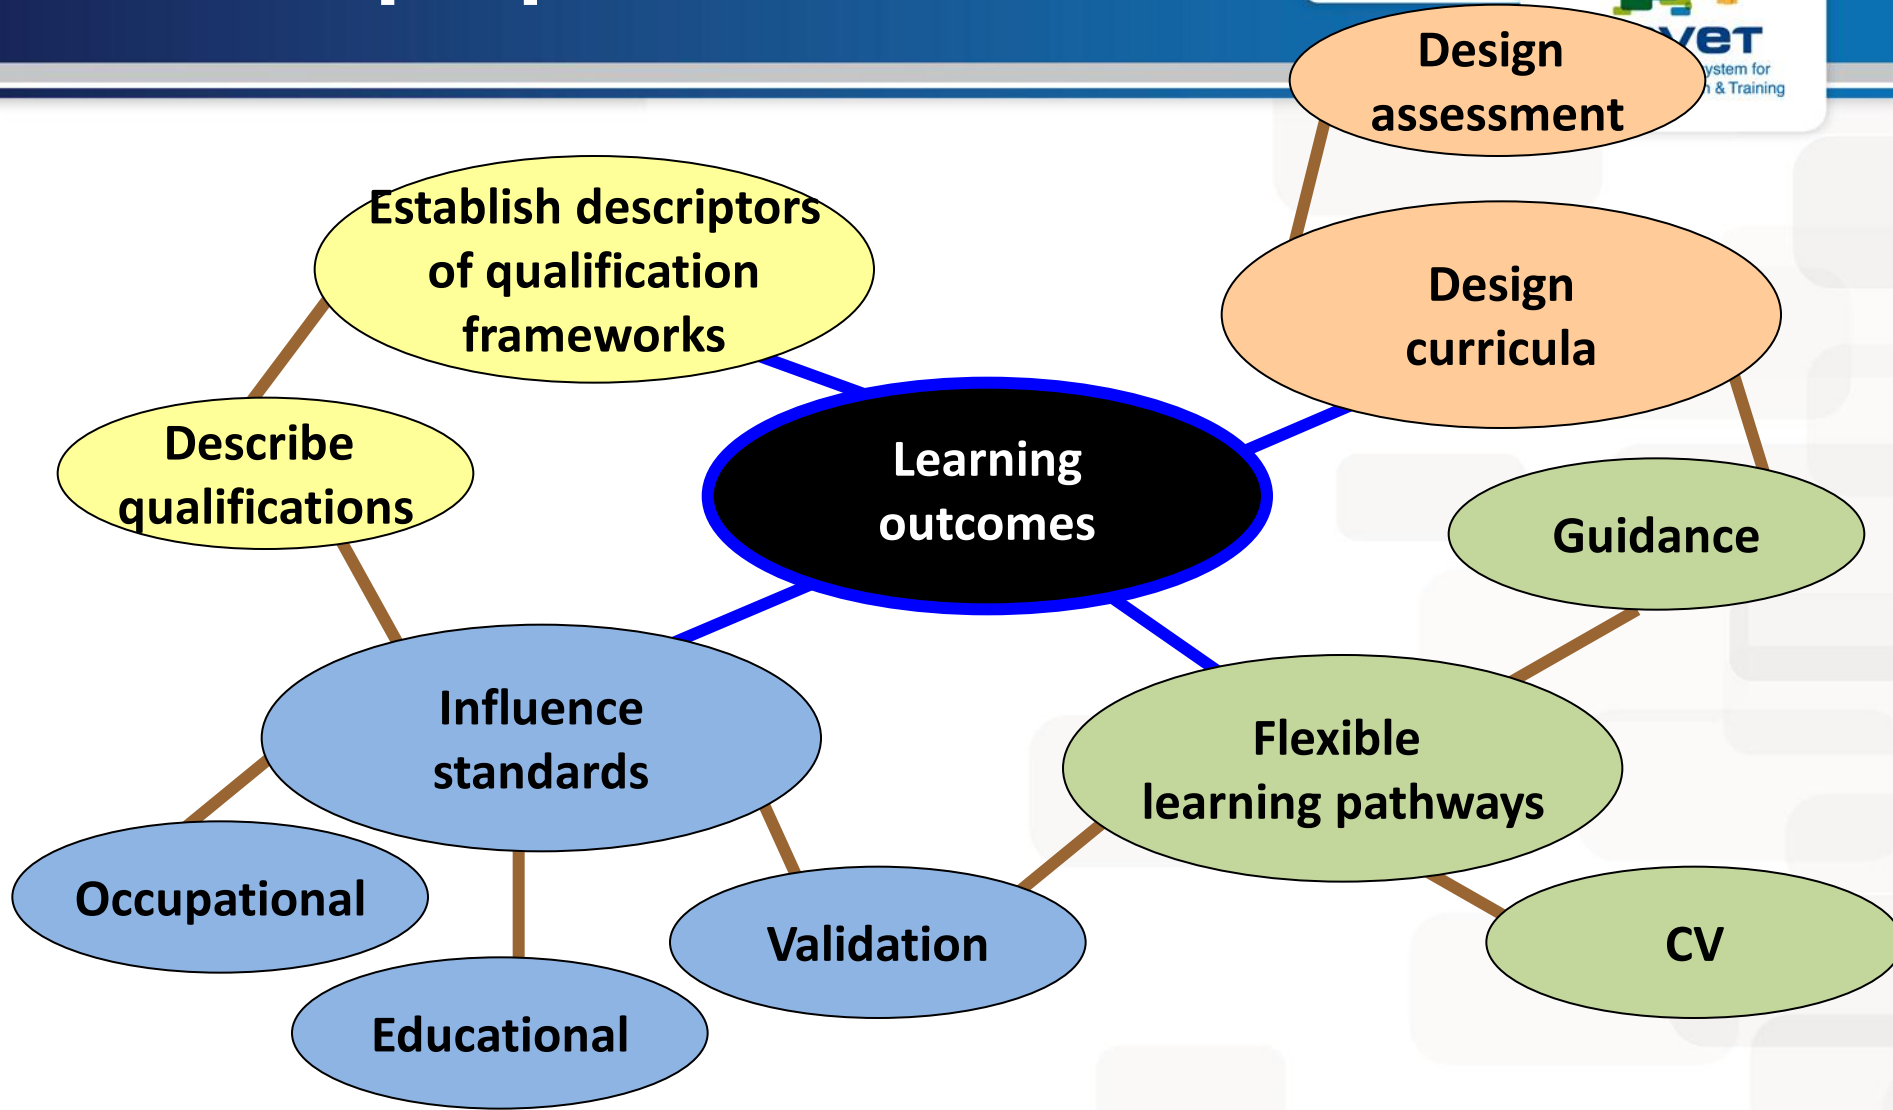 Design
assessment
ystem for
& Training
Establish descriptors
of qualification
frameworks
Design
curricula
Describe
qualifications
Learning
outcomes
Guidance
Influence
standards
Flexible
learning pathways
Occupational
Validation
CV
Educational